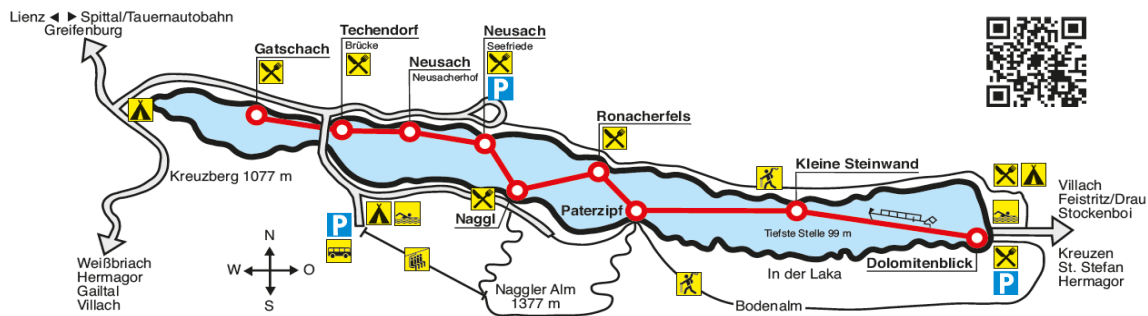 Lienz ◄ ► Spittal/Tauernautobahn
Greifenburg
Gatschach
Techendorf
Brücke
Neusach
Neusacherhof
Neusach
Seefriede
P
Ronacherfels
Kleine Steinwand
Villach
Feistritz/Drau
Stockenboi
Kreuzberg 1077 m
Naggl
Paterzipf
Tiefste Stelle 99 m
P
Dolomitenblick
Kreuzen
St. Stefan
Hermagor
P
In der Laka
Weißbriach
Hermagor
Gailtal
Villach
N
W
O
S
Naggler Alm
1377 m
Bodenalm